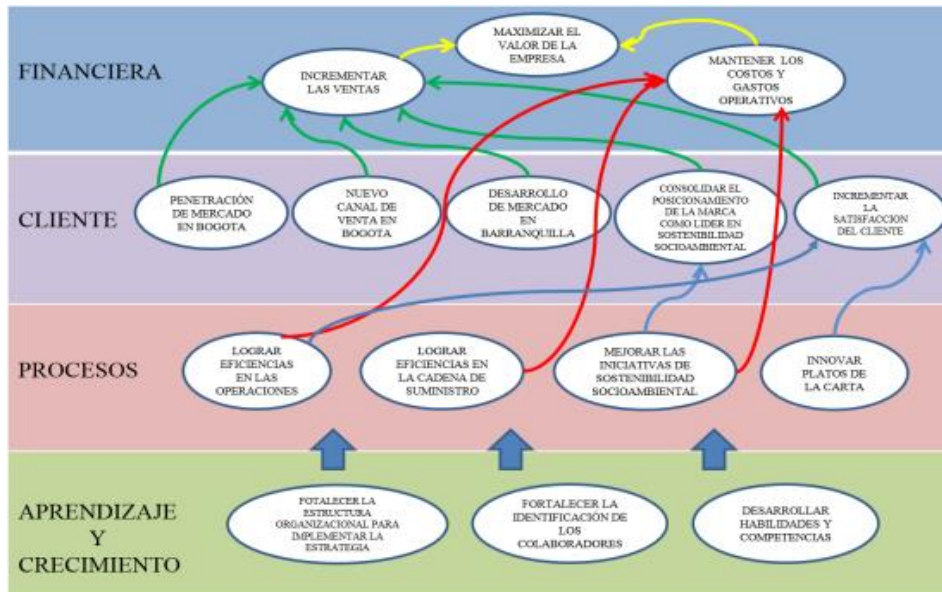 FINANCIERA
MAXIMIZAR EL
VALOR DE LA
EMPRESA
INCREMENTAR
LAS VENTAS
MANTENER LOS
COSTOS Y
GASTOS
OPERATIVOS
CLIENTE
PENETRACIÓN
DE MERCADO
EN BOGOTA
NUEVO
CANAL DE
VENTA EN
BOGOTA
DESARROLLO
DE MERCADO
EN
BARRANQUILLA
CONSOLIDAR EL
POSICIONAMIENTO
DE LA MARCA
COMO LIDER EN
SOSTENIBILIDAD
SOCIOAMBIENTAL
INCREMENTAR
LA
SATISFACCION
DEL CLIENTE
PROCESOS
LOGRAR
EFICIENCIAS
EN LAS
OPERACIONES
LOGRAR
EFICIENCIAS EN
LA CADENA DE
SUMINISTRO
MEJORAR LAS
INICIATIVAS DE
SOSTENIBILIDAD
SOCIOAMBIENTAL
INNOVAR
PLATOS DE
LA CARTA
APRENDIZAJE
Y
CRECIMIENTO
FOTALECER LA
ESTRUCTURA
ORGANIZACIONAL PARA
IMPLEMENTAR LA
ESTRATEGIA
FORTALECER LA
IDENTIFICACIÓN DE
LOS
COLABORADORES
DESARROLLAR
HABILIDADES Y
COMPETENCIAS